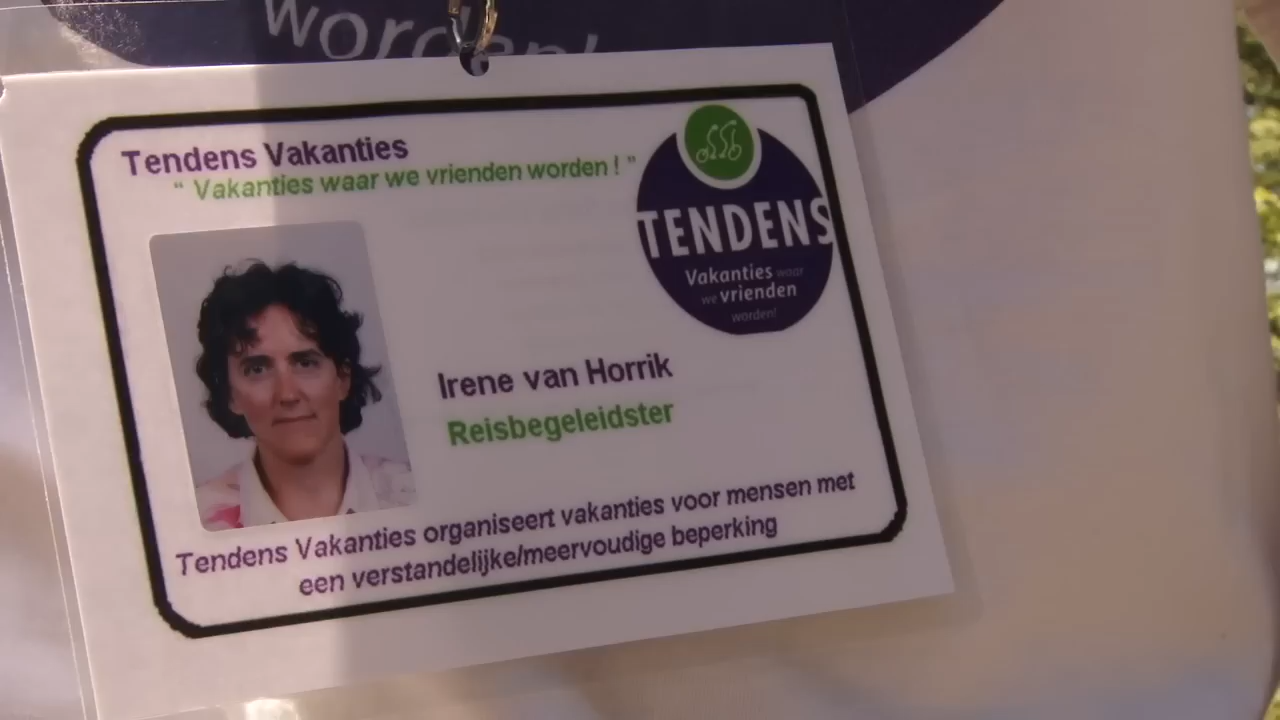 worden!
Tendens Vakanties
“ Vakanties waar we vrienden worden ! ”
TENDENS
Vakanties waar
we vrienden
worden!
Irene van Horrik
Reisbegeleidster
Tendens Vakanties organiseert vakanties voor mensen met
een verstandelijke/meervoudige beperking